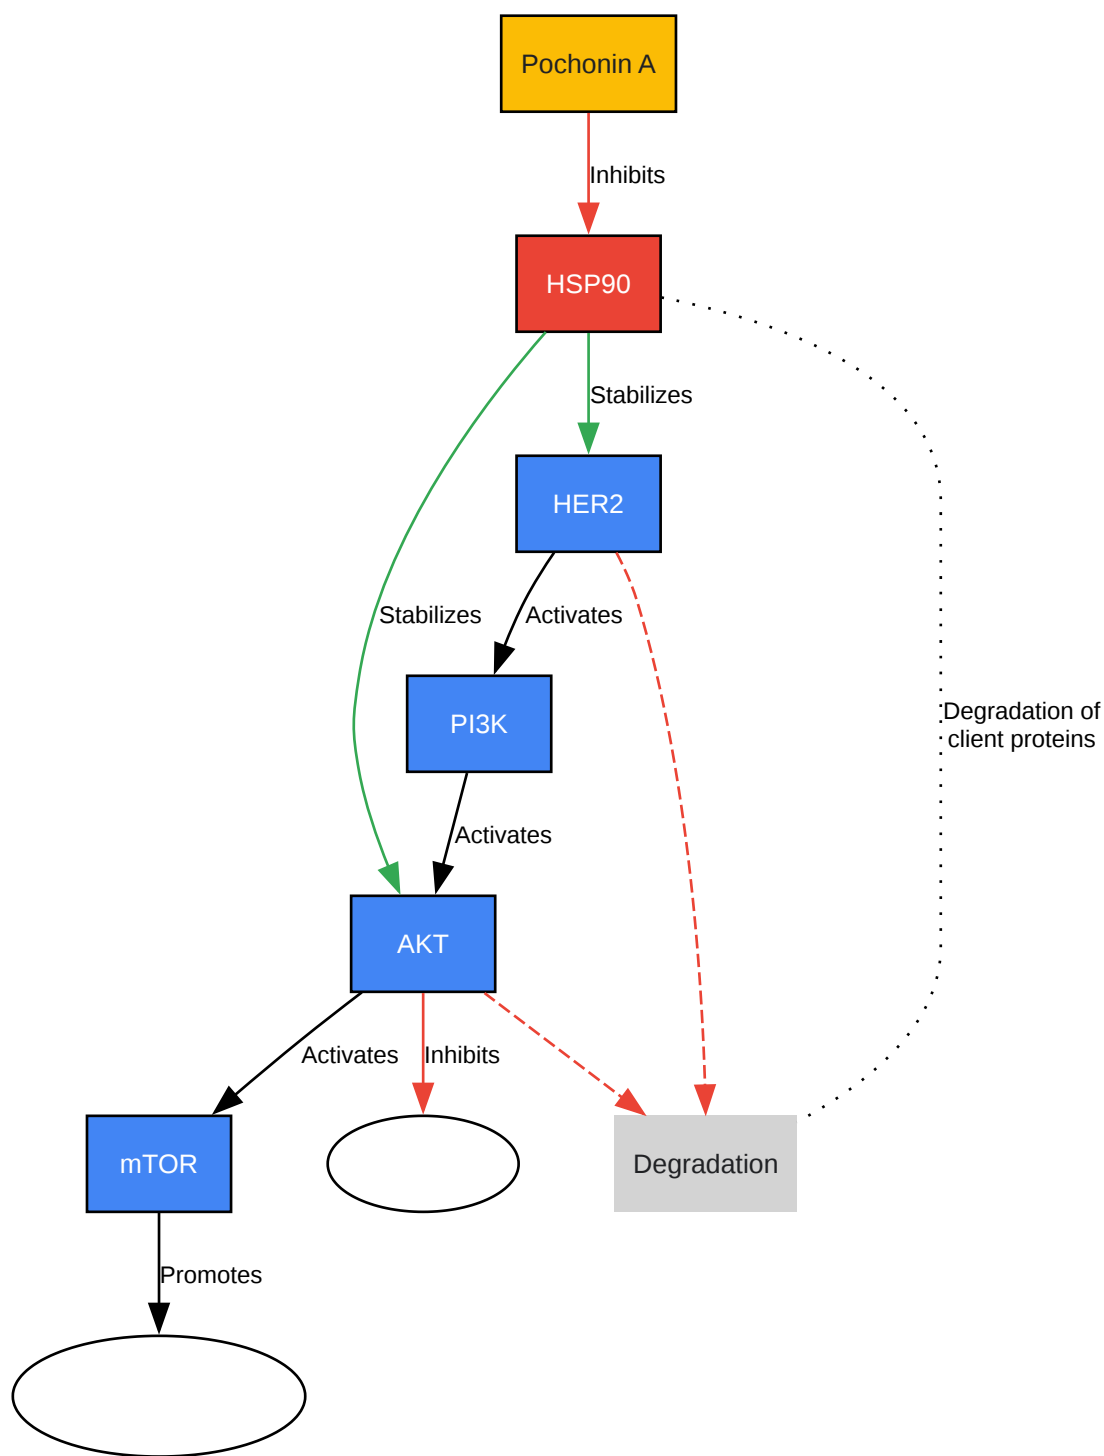 Pochonin A
Inhibits
HSP90
Stabilizes
HER2
Stabilizes
Activates
PI3K
Degradation of
client proteins
Activates
AKT
Activates
Inhibits
mTOR
Degradation
Promotes